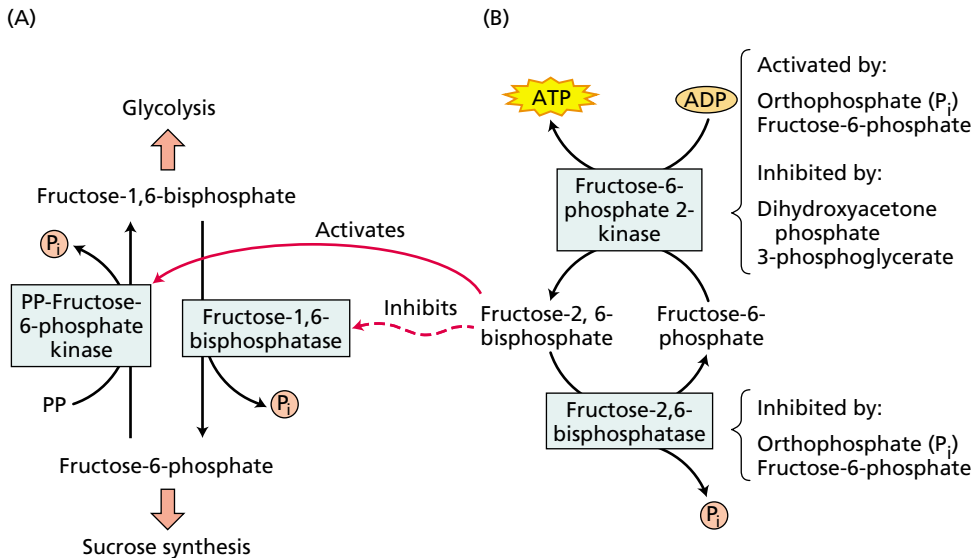 (A)
Glycolysis
Fructose-1,6-bisphosphate
Pi
Activates
PP-Fructose-
6-phosphate
kinase
Fructose-1,6-
bisphosphatase
Inhibits
PP
Pi
Fructose-6-phosphate
Sucrose synthesis
(B)
ATP
ADP
Activated by:
Orthophosphate (Pi)
Fructose-6-phosphate
Inhibited by:
Dihydroxyacetone
phosphate
3-phosphoglycerate
Fructose-6-
phosphate 2-
kinase
Fructose-2, 6-
bisphosphate
Fructose-6-
phosphate
Fructose-2,6-
bisphosphatase
Inhibited by:
Orthophosphate (Pi)
Fructose-6-phosphate
Pi